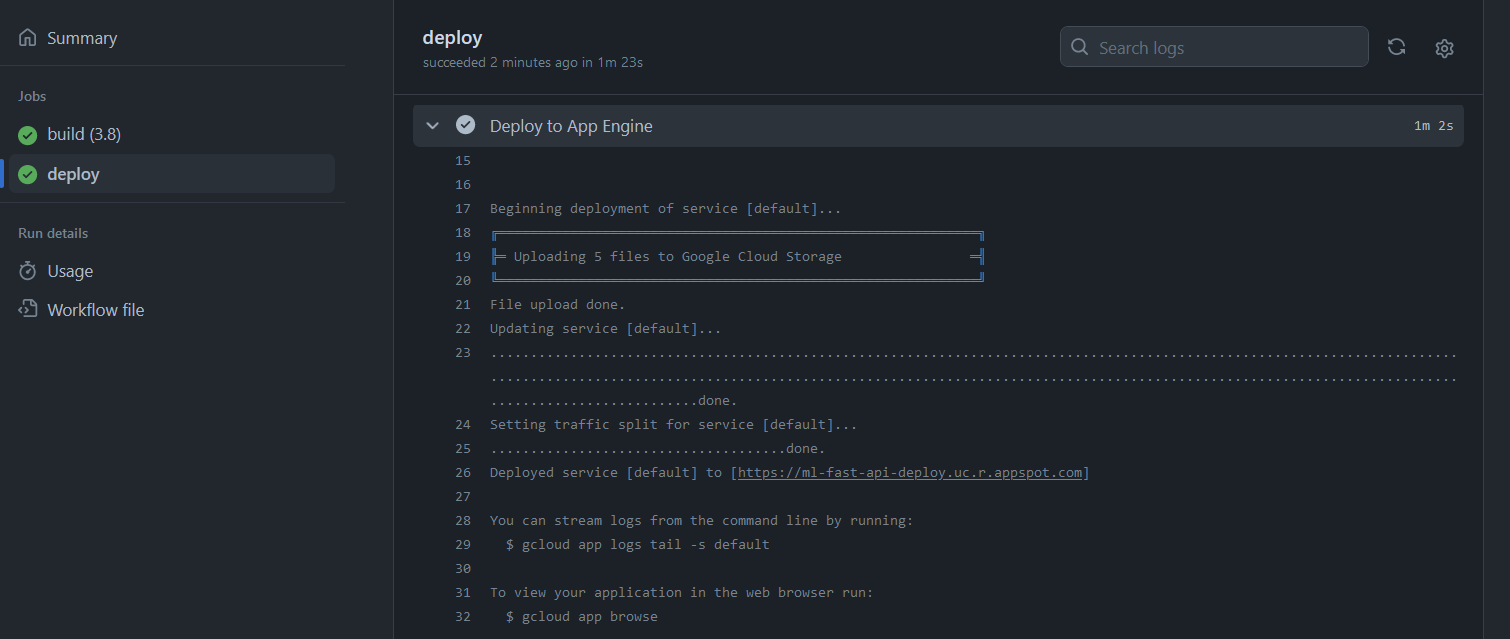 Summary
Jobs
build (3.8)
deploy
Run details
Usage
Workflow file
deploy
succeeded 2 minutes ago in 1m 23s
Search logs
Deploy to App Engine
1m 2s
15
16
17 Beginning deployment of service [default]...
18 ╔════════════════════════════════════════════════════════════╗
19 ╠═ Uploading 5 files to Google Cloud Storage                ═╣
20 ╚════════════════════════════════════════════════════════════╝
21 File upload done.
22 Updating service [default]...
23 .........................................................................................................................
.........................................................................................................................
..........................done.
24 Setting traffic split for service [default]...
25 .....................................done.
26 Deployed service [default] to [https://ml-fast-api-deploy.uc.r.appspot.com]
27
28 You can stream logs from the command line by running:
29   $ gcloud app logs tail -s default
30
31 To view your application in the web browser run:
32   $ gcloud app browse